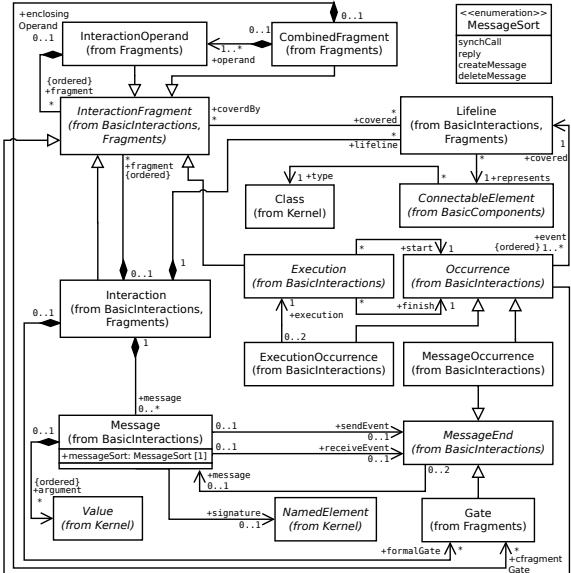 +enclosing
Operand
0..1
0..1
InteractionOperand
(from Fragments)
1..*
+operand
CombinedFragment
(from Fragments)
<<enumeration>>
MessageSort
synchCall
reply
createMessage
deleteMessage
{ordered}
+fragment
*
InteractionFragment
(from BasicInteractions,
Fragments)
+coverdBy
*
*
+covered
*
+lifeline
Lifeline
(from BasicInteractions,
Fragments)
1
+covered
*
+fragment
{ordered}
1
+type
*
*
1
+represents
Class
(from Kernel)
ConnectableElement
(from BasicComponents)
+event
{ordered}
1..*
0..1
1
*
+start
1
Execution
(from BasicInteractions)
Occurrence
(from BasicInteractions)
*
+finish
1
Interaction
(from BasicInteractions,
Fragments)
0..1
1
1
+execution
0..2
ExecutionOccurrence
(from BasicInteractions)
MessageOccurrence
(from BasicInteractions)
+message
0..*
0..1
Message
(from BasicInteractions)
+messageSort: MessageSort [1]
0..1
+sendEvent
0..1
0..1
+receiveEvent
0..1
MessageEnd
(from BasicInteractions)
+message
0..1
0..2
{ordered}
+argument
*
Value
(from Kernel)
+signature
0..1
NamedElement
(from Kernel)
Gate
(from Fragments)
+formalGate
*
*
+cfragment
Gate